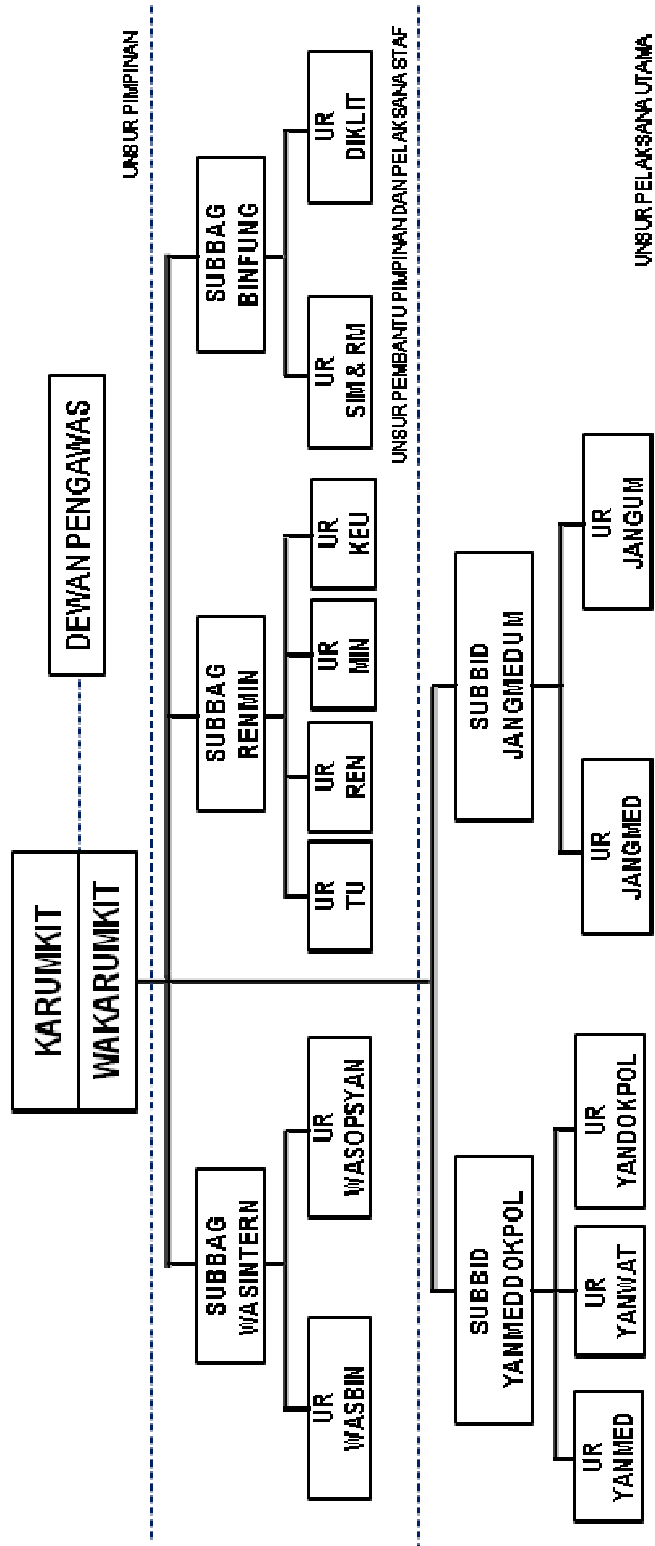 KARUMKIT
WAKARUMKIT
DEWAN PENGAWAS
UNSUR PIMPINAN
SUBBAG
WASINTERN
SUBBAG
RENMIN
SUBBAG
BINFUNG
UR
WASBIN
UR
WASOPSYAN
UR
TU
UR
REN
UR
MIN
UR
KEU
UR
SIM & RM
UR
DIKLIT
UNSUR PEMBANTU PIMPINAN DAN PELAKSANA STAF
SUBBID
YANMEDDOKPOL
SUBBID
JANGMEDUM
UR
YANMED
UR
YANWAT
UR
YANDOKPOL
UR
JANGMED
UR
JANGUM
UNSUR PELAKSANA UTAMA